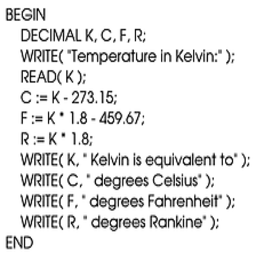 BEGIN
DECIMAL K, C, F, R;
WRITE( "Temperature in Kelvin:" );
READ( K );
C := K - 273.15;
F := K * 1.8 - 459.67;
R := K * 1.8;
WRITE( K, " Kelvin is equivalent to" );
WRITE( C, " degrees Celsius" );
WRITE( F, " degrees Fahrenheit" );
WRITE( R, " degrees Rankine" );
END